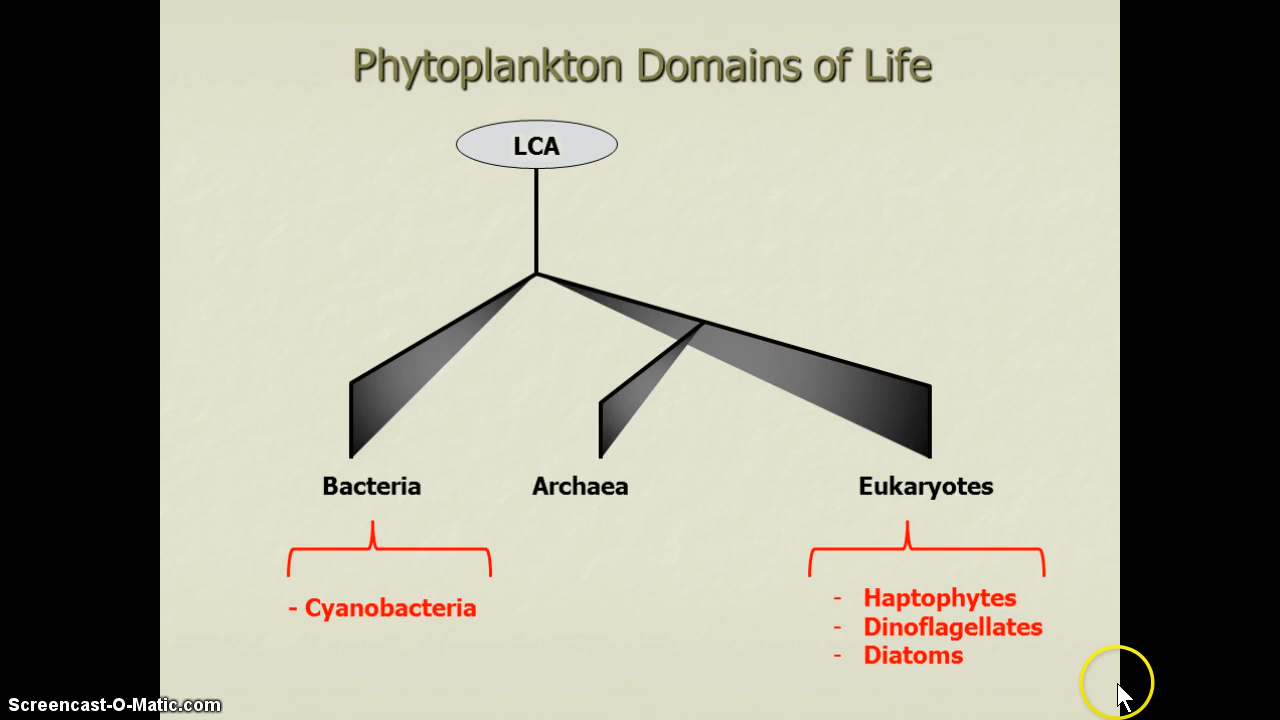 Phytoplankton Domains of Life
LCA
Bacteria
Archaea
Eukaryotes
- Cyanobacteria
- Haptophytes
- Dinoflagellates
- Diatoms
Screencast-O-Matic.com